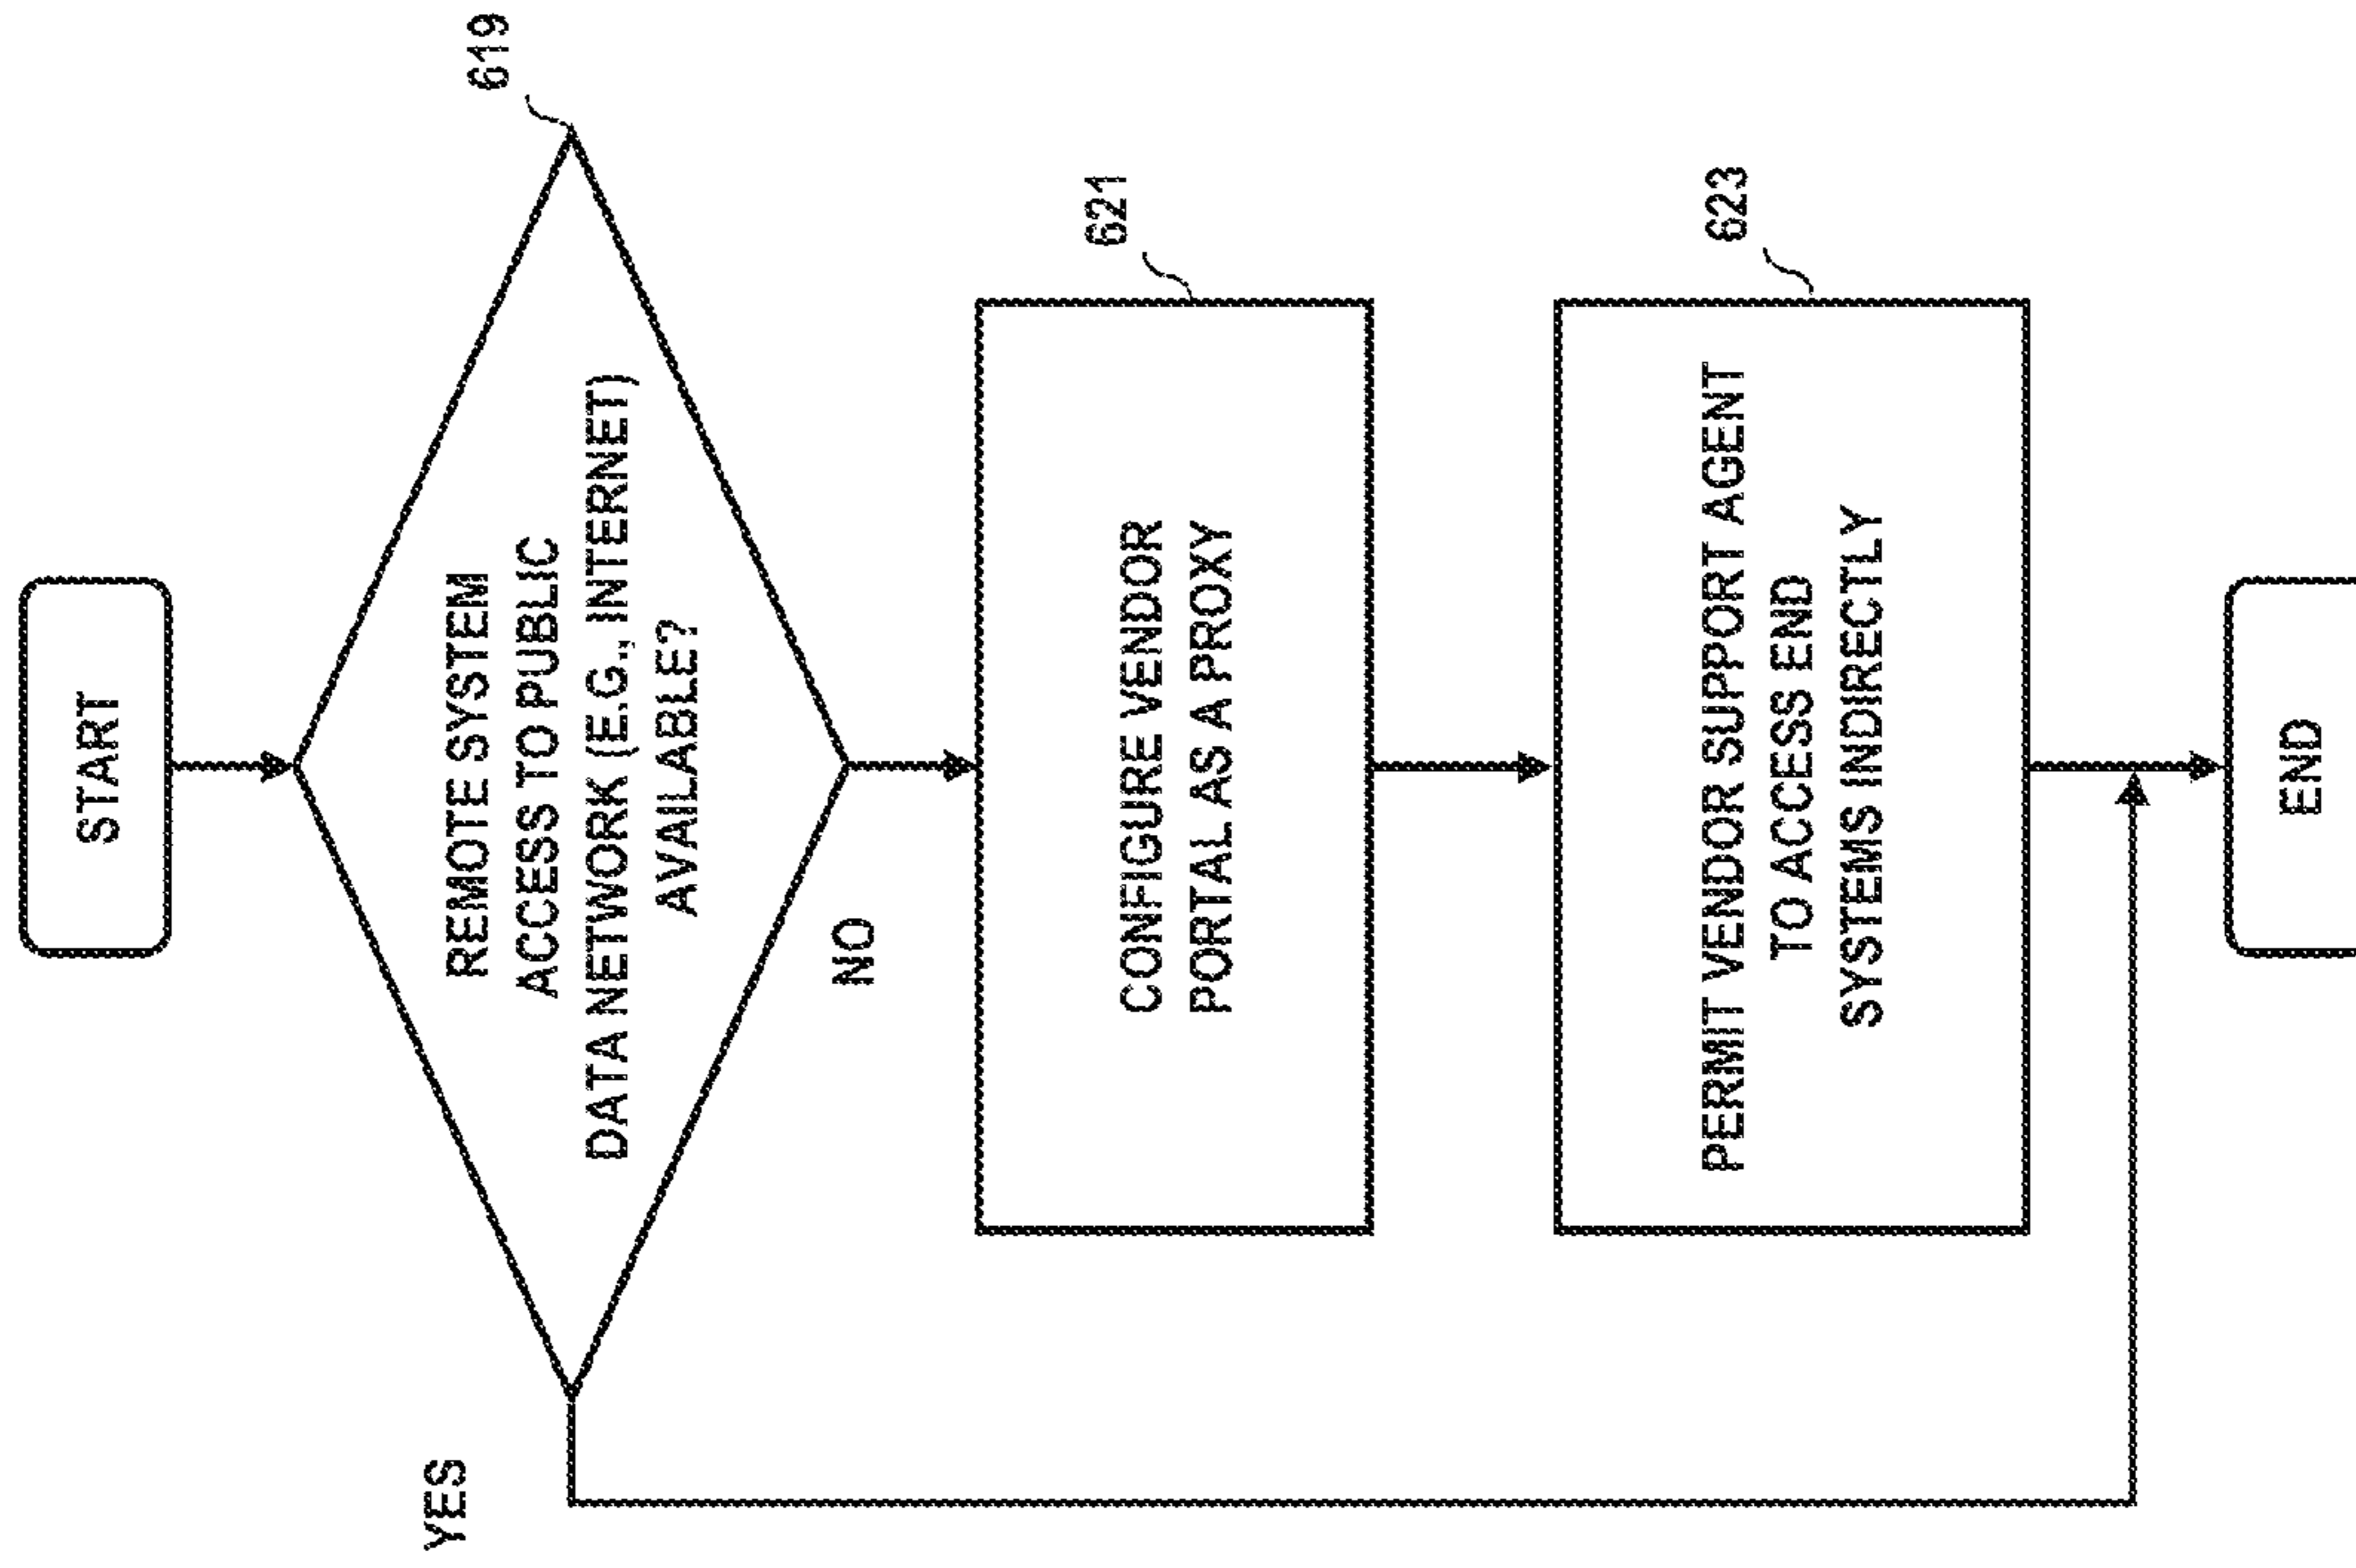 START
619
REMOTE SYSTEM
ACCESS TO PUBLIC
DATA NETWORK (E.G., INTERNET)
AVAILABLE?
YES
NO
621
CONFIGURE VENDOR
PORTAL AS A PROXY
623
PERMIT VENDOR SUPPORT AGENT
TO ACCESS END
SYSTEMS INDIRECTLY
END